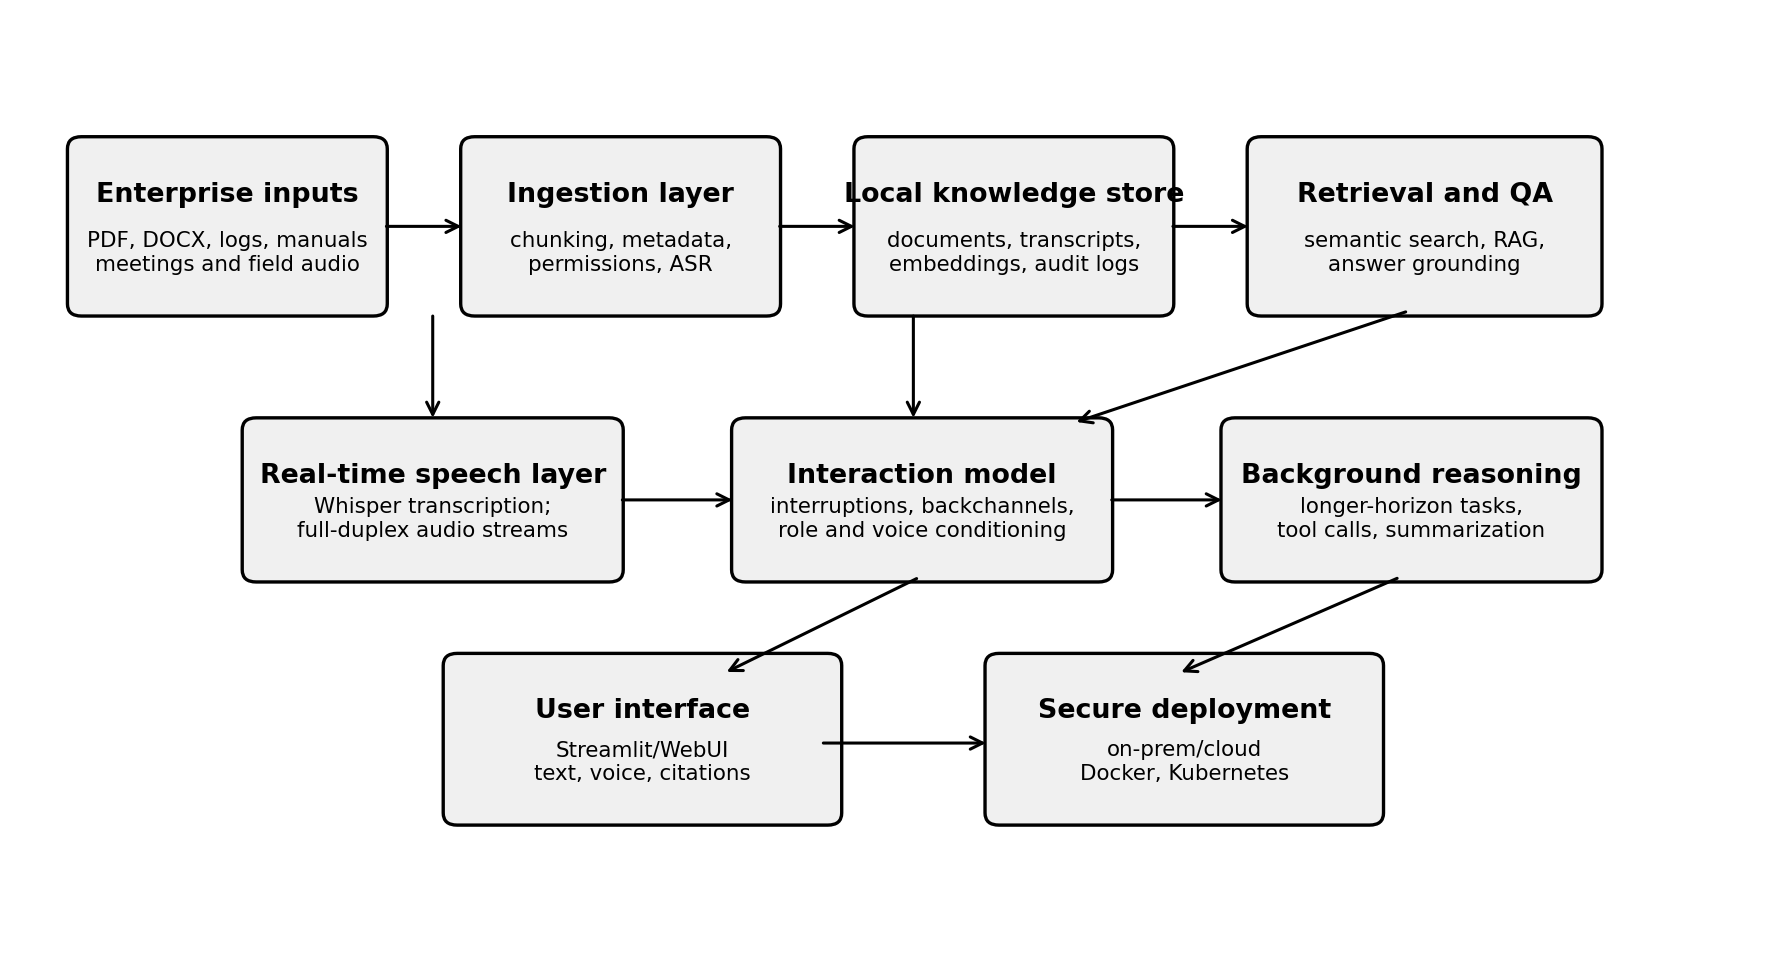 Enterprise inputs
PDF, DOCX, logs, manuals
meetings and field audio
Ingestion layer
chunking, metadata,
permissions, ASR
Local knowledge store
documents, transcripts,
embeddings, audit logs
Retrieval and QA
semantic search, RAG,
answer grounding
Real-time speech layer
Whisper transcription;
full-duplex audio streams
Interaction model
interruptions, backchannels,
role and voice conditioning
Background reasoning
longer-horizon tasks,
tool calls, summarization
User interface
Streamlit/WebUI
text, voice, citations
Secure deployment
on-prem/cloud
Docker, Kubernetes